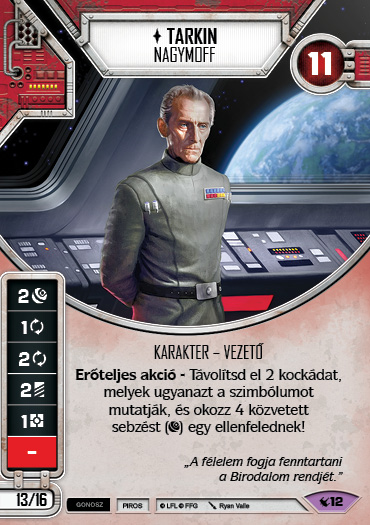 TARKIN
NAGYMOFF
11
KARAKTER – VEZETŐ
Erőteljes akció - Távolítsd el 2 kockádat,
melyek ugyanazt a szimbólumot
mutatják, és okozz 4 közvetett
sebzést () egy ellenfelednek!
„A félelem fogja fenntartani
a Birodalom rendjét.”
2
1
2
2
1
–
13/16
GONOSZ
PIROS
© LFL © FFG
Ryan Valle
12